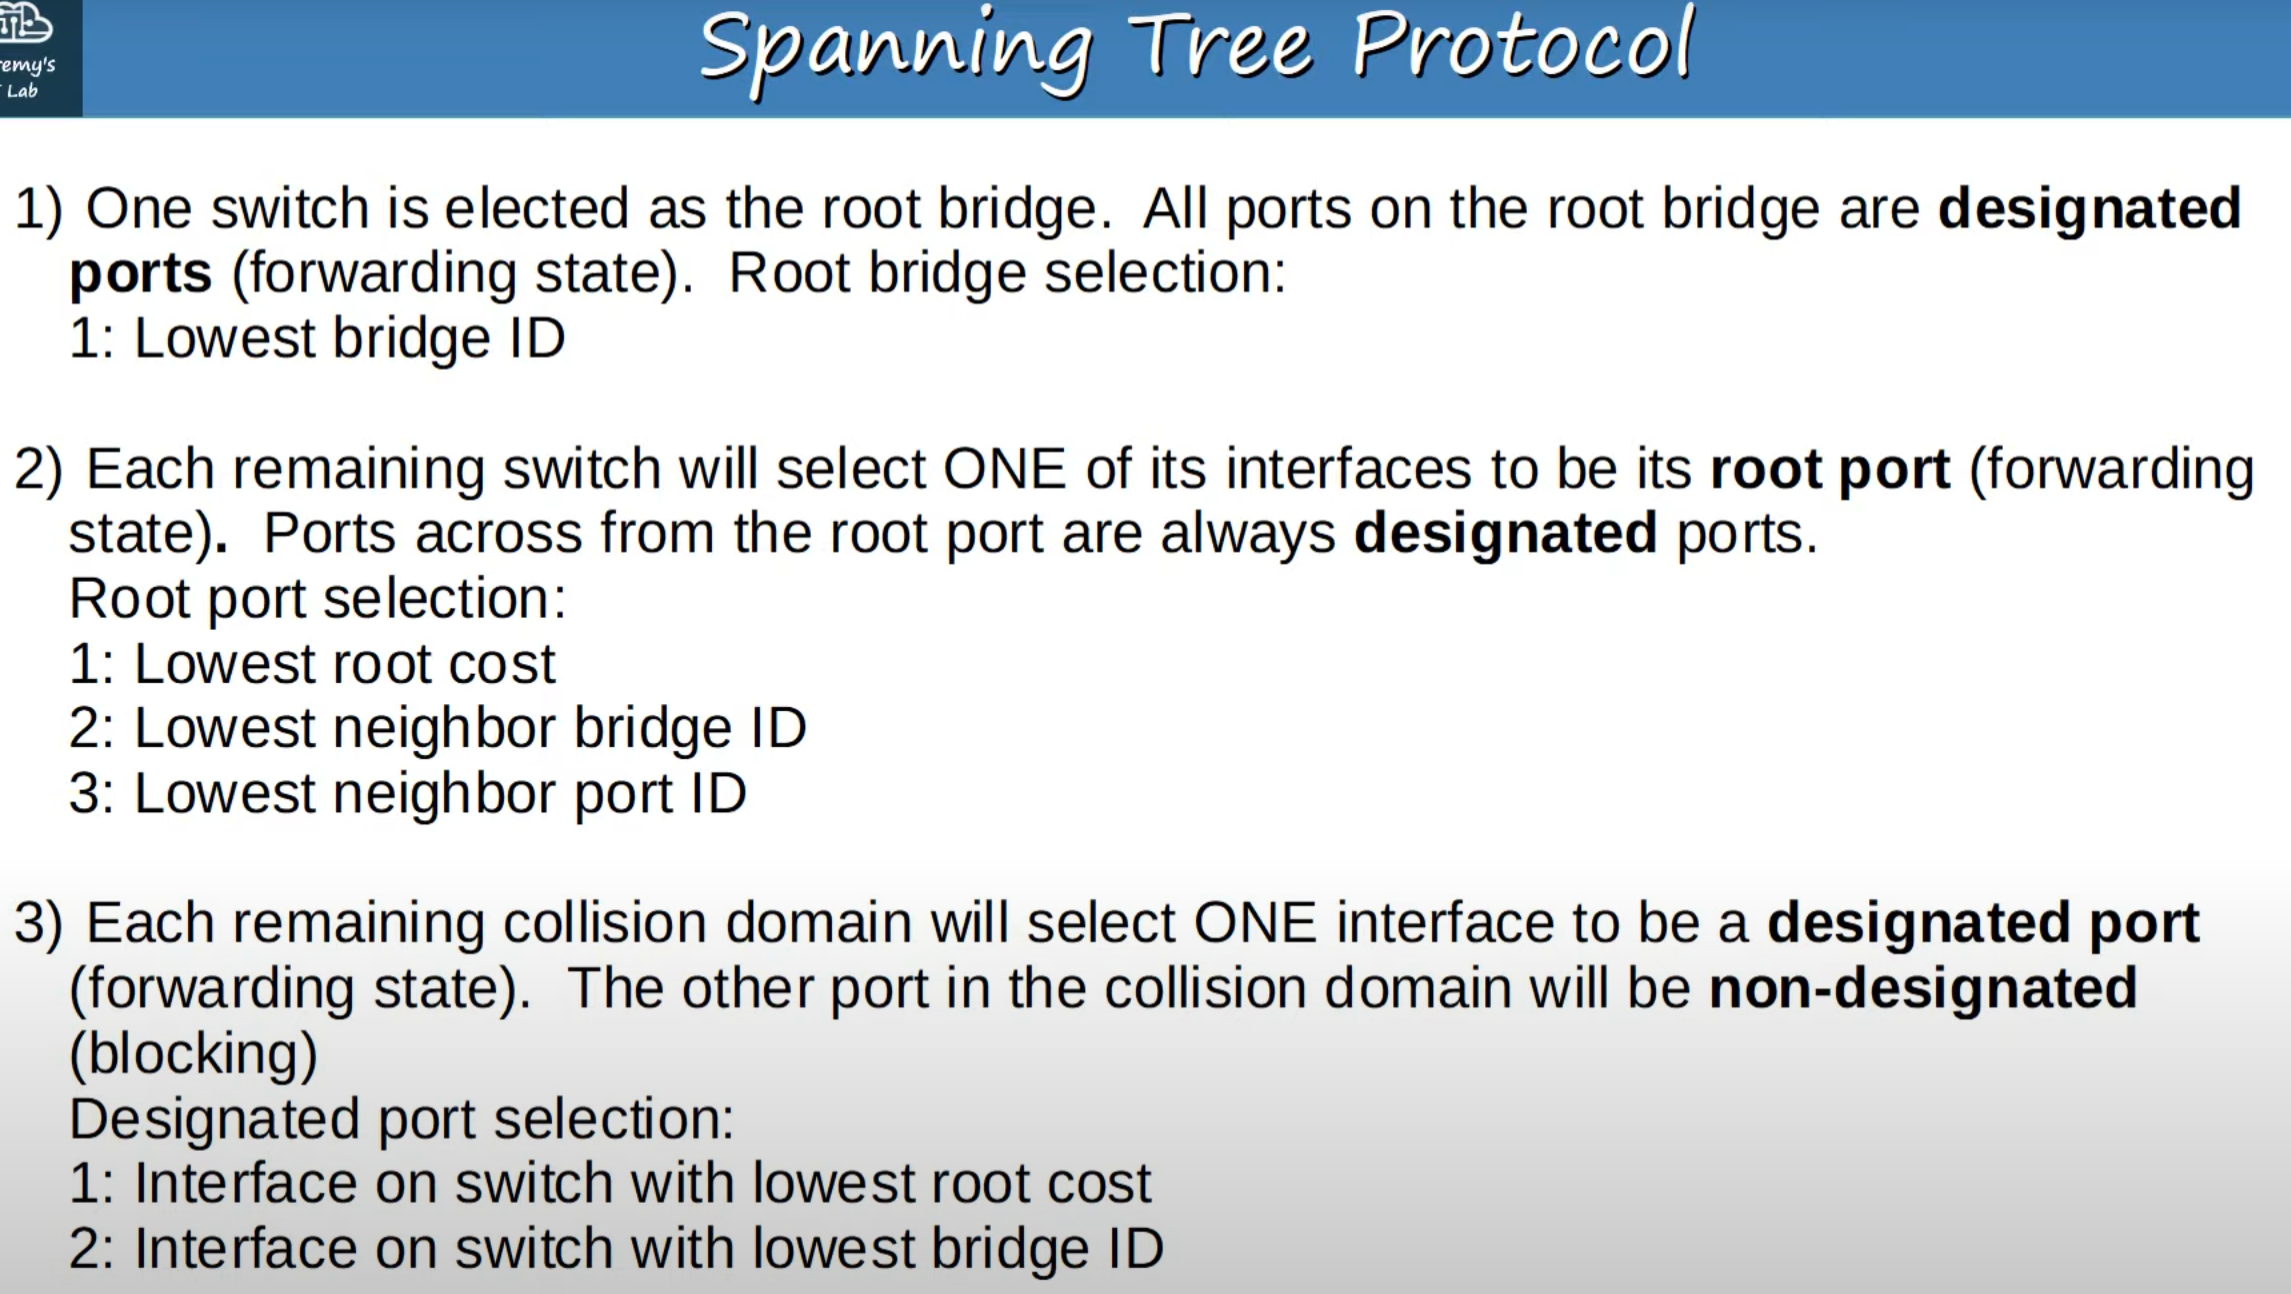 Spanning Tree Protocol
emy's
Lab
1) One switch is elected as the root bridge. All ports on the root bridge are designated
ports (forwarding state). Root bridge selection:
1: Lowest bridge ID
2) Each remaining switch will select ONE of its interfaces to be its root port (forwarding
state). Ports across from the root port are always designated ports.
Root port selection:
1: Lowest root cost
2: Lowest neighbor bridge ID
3: Lowest neighbor port ID
3) Each remaining collision domain will select ONE interface to be a designated port
(forwarding state). The other port in the collision domain will be non-designated
(blocking)
Designated port selection:
1: Interface on switch with lowest root cost
2: Interface on switch with lowest bridge ID